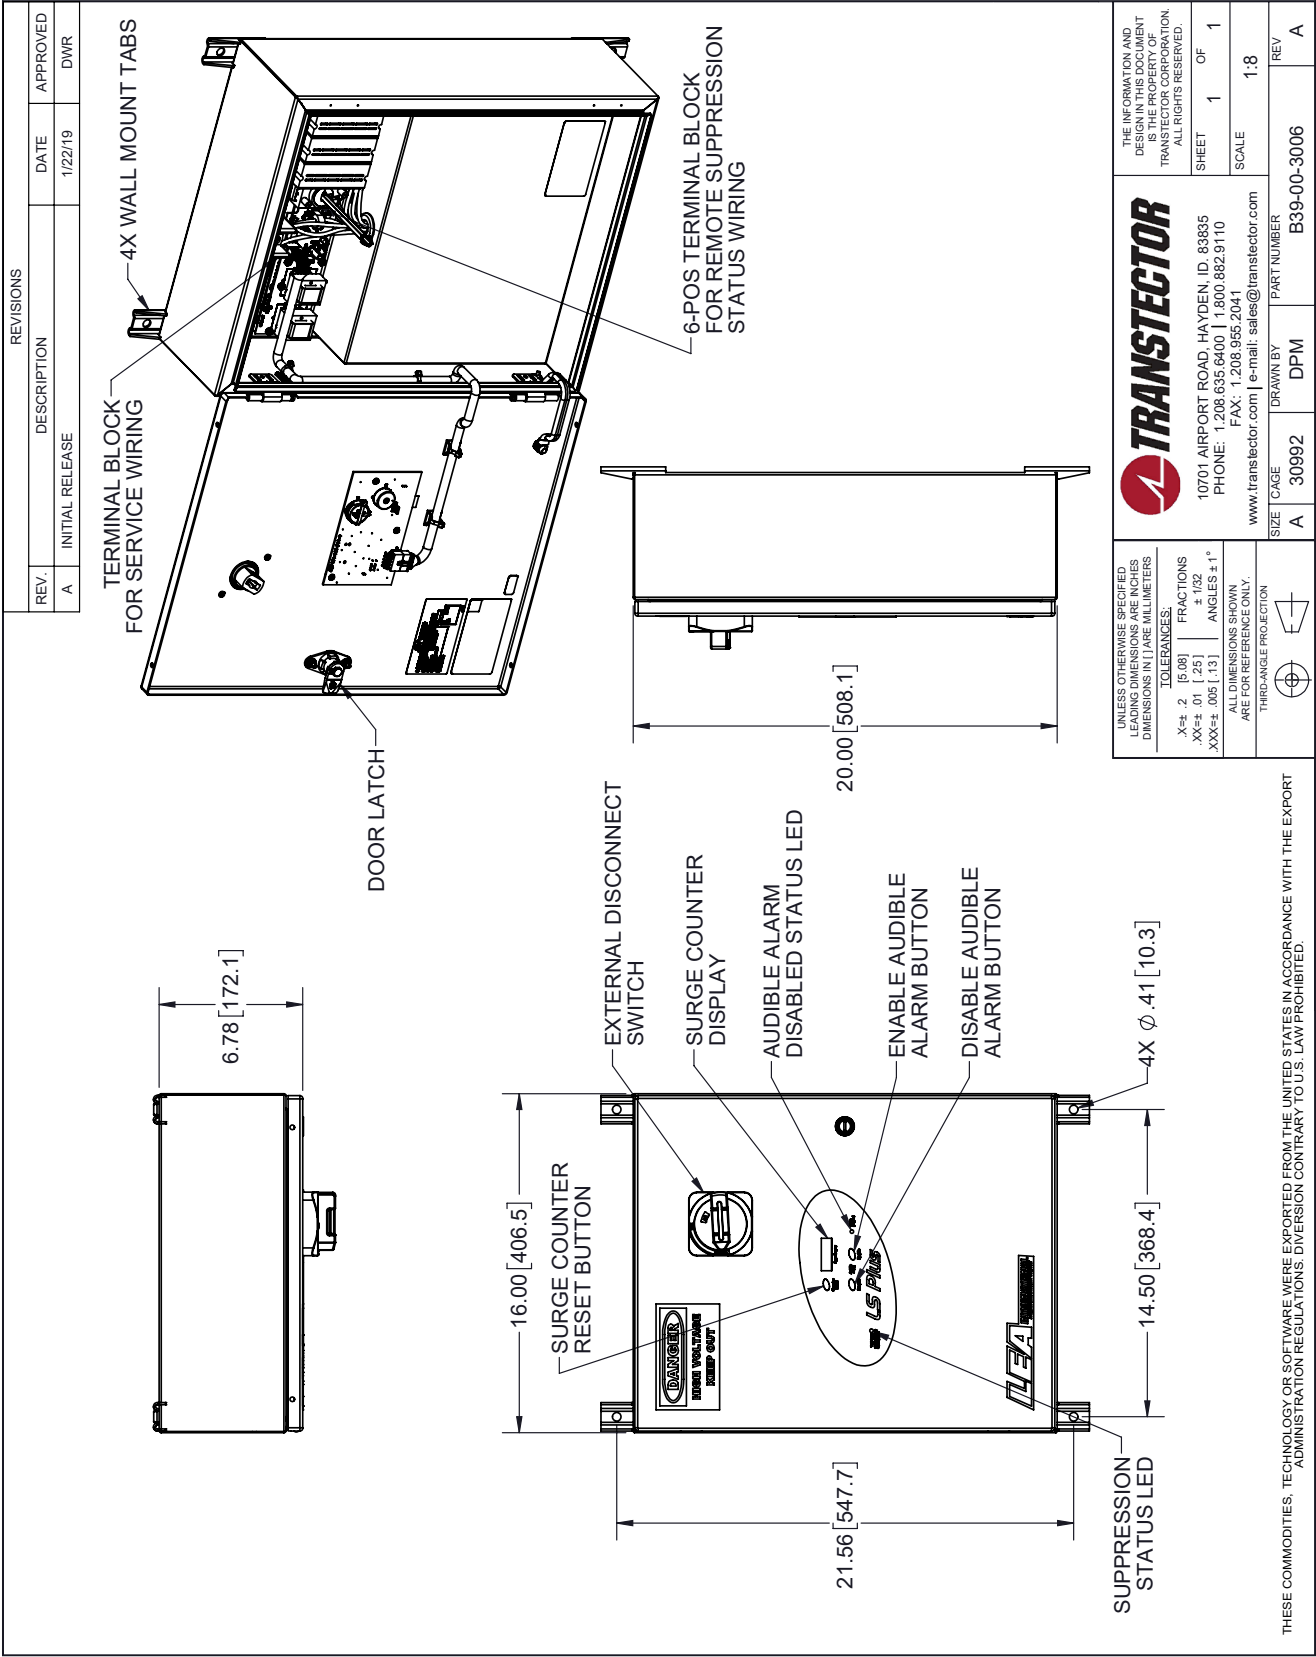 REVISIONS
REV. DESCRIPTION DATE APPROVED
A INITIAL RELEASE 1/22/19 DWR
TERMINAL BLOCK
FOR SERVICE WIRING
4X WALL MOUNT TABS
DOOR LATCH
6-POS TERMINAL BLOCK
FOR REMOTE SUPPRESSION
STATUS WIRING
6.78 [172.1]
16.00 [406.5]
SURGE COUNTER
RESET BUTTON
EXTERNAL DISCONNECT
SWITCH
SURGE COUNTER
DISPLAY
AUDIBLE ALARM
DISABLED STATUS LED
ENABLE AUDIBLE
ALARM BUTTON
DISABLE AUDIBLE
ALARM BUTTON
20.00 [508.1]
21.56 [547.7]
DANGER
HIGH VOLTAGE
KEEP OUT
LS Plus
LEA
SUPPRESSION
STATUS LED
14.50 [368.4]
4X Ø .41 [10.3]
UNLESS OTHERWISE SPECIFIED
LEADING DIMENSIONS ARE INCHES
DIMENSIONS IN [ ] ARE MILLIMETERS
TOLERANCES:
.X=± .2 [5.08] FRACTIONS
.XX=± .01 [.25] ± 1/32
.XXX=± .005 [.13] ANGLES ± 1°
ALL DIMENSIONS SHOWN
ARE FOR REFERENCE ONLY.
THIRD-ANGLE PROJECTION
TRANSTECTOR
10701 AIRPORT ROAD, HAYDEN, ID. 83835
PHONE: 1.208.635.6400 | 1.800.882.9110
FAX: 1.208.955.2041
www.transtector.com | e-mail: sales@transtector.com
THE INFORMATION AND
DESIGN IN THIS DOCUMENT
IS THE PROPERTY OF
TRANSTECTOR CORPORATION.
ALL RIGHTS RESERVED.
SHEET 1 OF 1
SCALE 1:8
SIZE A
CAGE 30992
DRAWN BY DPM
PART NUMBER B39-00-3006
REV A
THESE COMMODITIES, TECHNOLOGY OR SOFTWARE WERE EXPORTED FROM THE UNITED STATES IN ACCORDANCE WITH THE EXPORT
ADMINISTRATION REGULATIONS. DIVERSION CONTRARY TO U.S. LAW PROHIBITED.